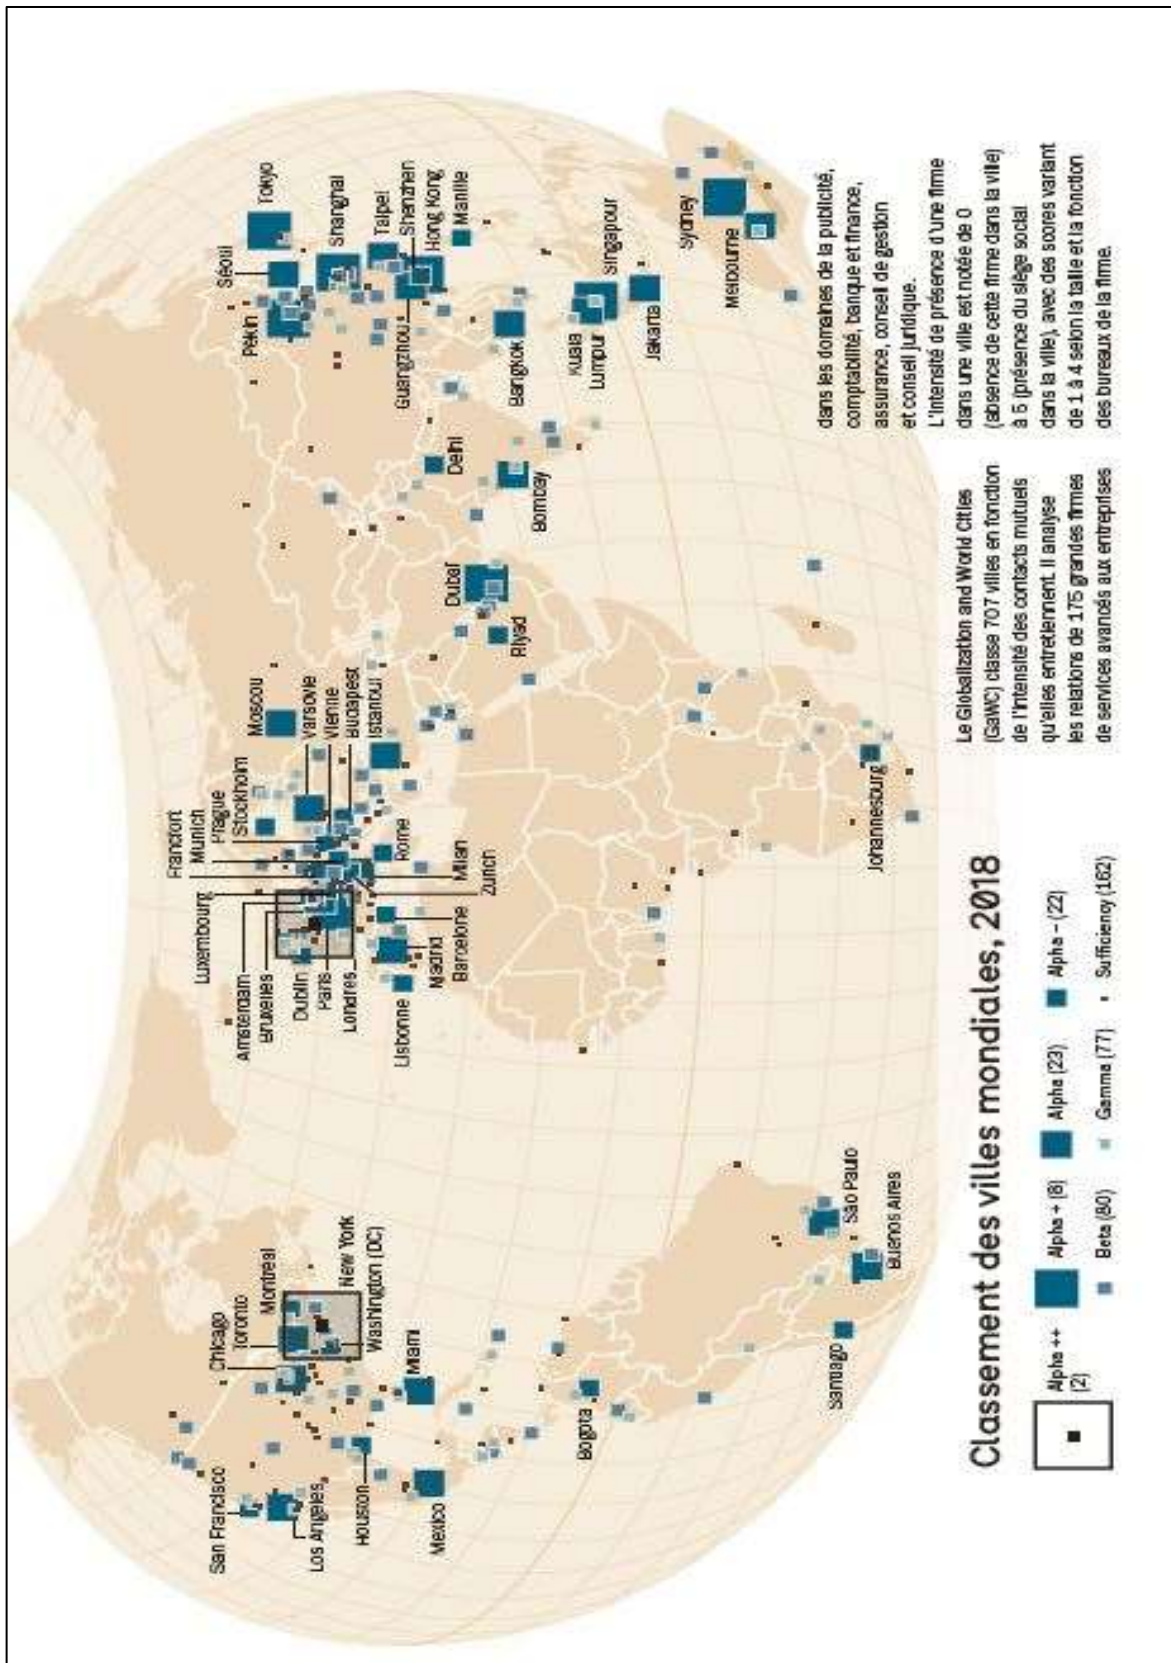 San Francisco
Los Angeles
Houston
Mexico
Chicago
Toronto
Montréal
New York
Washington (DC)
Miami
Bogota
Santiago
São Paulo
Buenos Aires
Luxembourg
Amsterdam
Bruxelles
Dublin
Paris
Londres
Lisbonne
Madrid
Barcelone
Francfort
Munich
Prague
Stockholm
Moscou
Varsovie
Vienne
Budapest
Istanbul
Rome
Milan
Zurich
Johannesburg
Dubaï
Riyad
Delhi
Bombay
Pékin
Séoul
Tokyo
Shanghai
Taipei
Shenzhen
Hong Kong
Manille
Guangzhou
Bangkok
Kuala
Lumpur
Singapour
Jakarta
Sydney
Melbourne
Classement des villes mondiales, 2018
Alpha ++
(2)
Alpha + (8)
Alpha (23)
Alpha – (22)
Beta (80)
Gamma (77)
Sufficiency (162)
Le Globalization and World Cities
(GaWC) classe 707 villes en fonction
de l'intensité des contacts mutuels
qu'elles entretiennent. Il analyse
les relations de 175 grandes firmes
de services avancés aux entreprises
dans les domaines de la publicité,
comptabilité, banque et finance,
assurance, conseil de gestion
et conseil juridique.
L'intensité de présence d'une firme
dans une ville est notée de 0
(absence de cette firme dans la ville)
à 5 (présence du siège social
dans la ville), avec des scores variant
de 1 à 4 selon la taille et la fonction
des bureaux de la firme.